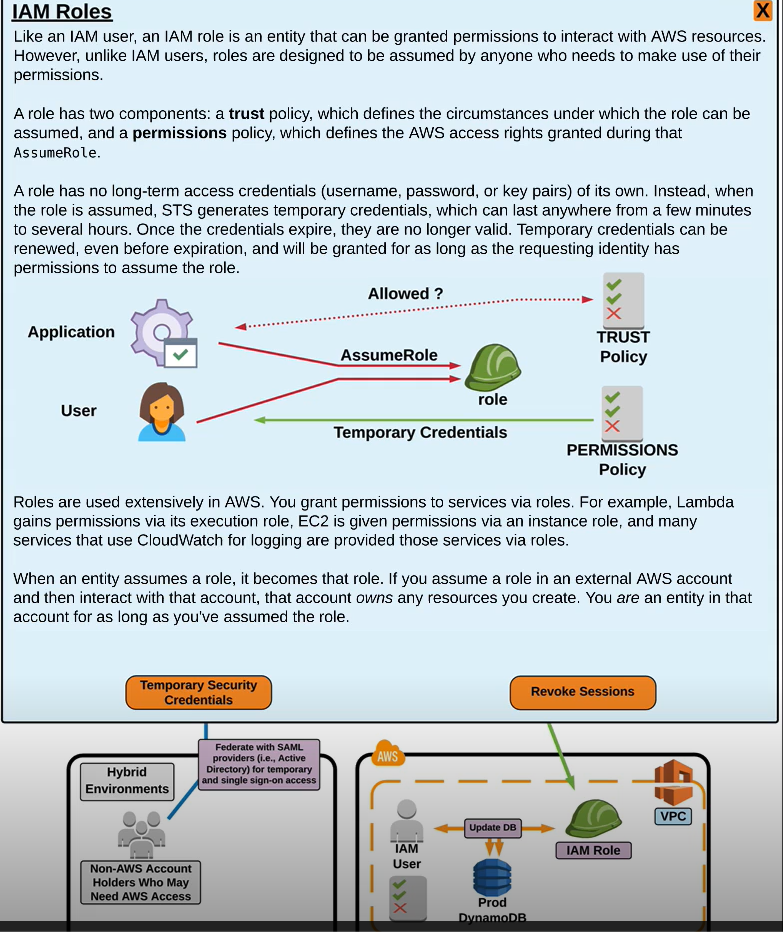 IAM Roles
X
Like an IAM user, an IAM role is an entity that can be granted permissions to interact with AWS resources.
However, unlike IAM users, roles are designed to be assumed by anyone who needs to make use of their
permissions.
A role has two components: a trust policy, which defines the circumstances under which the role can be
assumed, and a permissions policy, which defines the AWS access rights granted during that
AssumeRole.
A role has no long-term access credentials (username, password, or key pairs) of its own. Instead, when
the role is assumed, STS generates temporary credentials, which can last anywhere from a few minutes
to several hours. Once the credentials expire, they are no longer valid. Temporary credentials can be
renewed, even before expiration, and will be granted for as long as the requesting identity has
permissions to assume the role.
Allowed ?
Application
TRUST
Policy
AssumeRole
role
User
Temporary Credentials
PERMISSIONS
Policy
Roles are used extensively in AWS. You grant permissions to services via roles. For example, Lambda
gains permissions via its execution role, EC2 is given permissions via an instance role, and many
services that use CloudWatch for logging are provided those services via roles.
When an entity assumes a role, it becomes that role. If you assume a role in an external AWS account
and then interact with that account, that account owns any resources you create. You are an entity in that
account for as long as you've assumed the role.
Temporary Security
Credentials
Revoke Sessions
Federate with SAML
providers (i.e., Active
Directory) for temporary
and single sign-on access
Hybrid
Environments
Non-AWS Account
Holders Who May
Need AWS Access
AWS
VPC
Update DB
IAM
User
IAM Role
Prod
DynamoDB